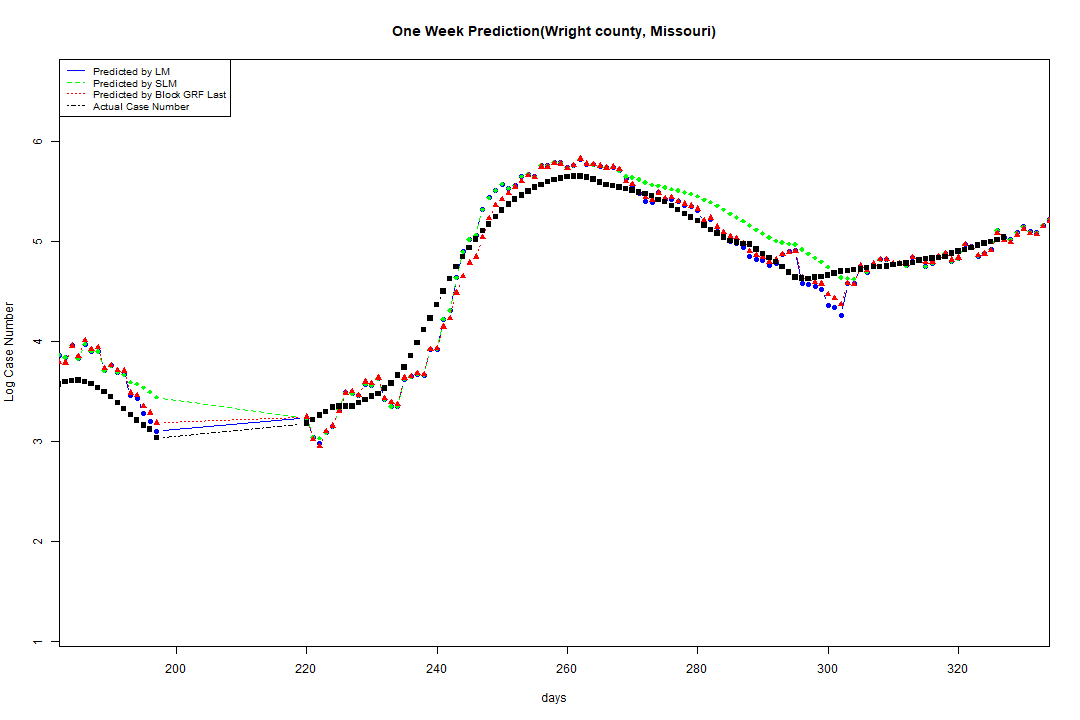 One Week Prediction(Wright county, Missouri)
Predicted by LM
Predicted by SLM
Predicted by Block GRF Last
Actual Case Number
6
5
4
3
2
1
Log Case Number
200 220 240 260 280 300 320
days